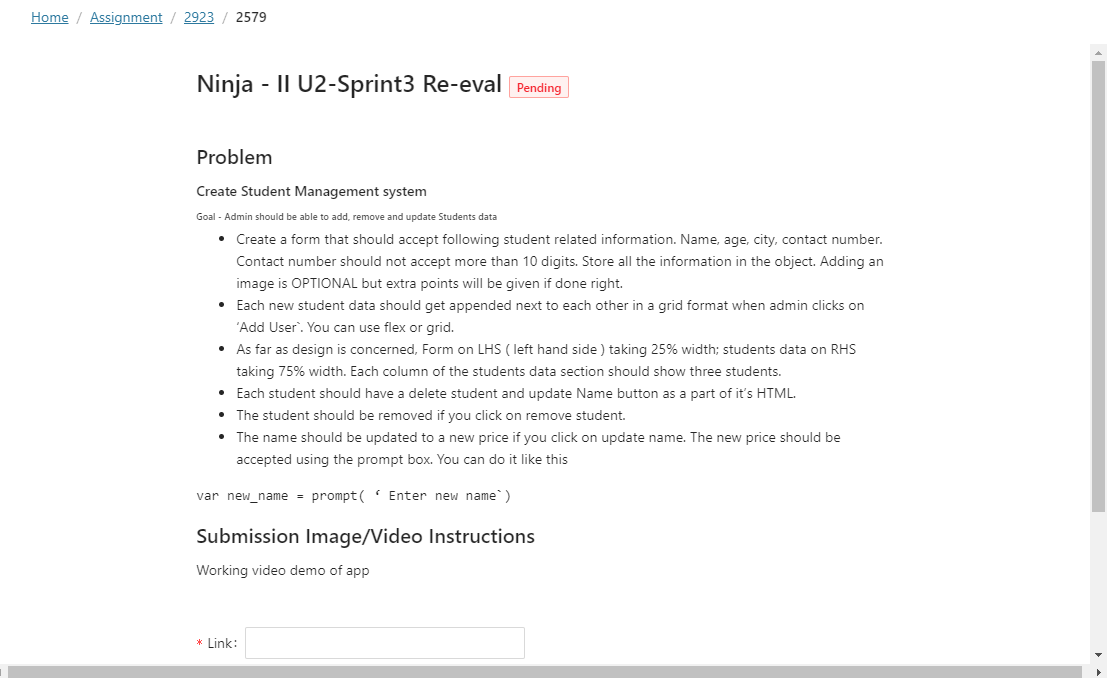 Home / Assignment / 2923 / 2579
Ninja - II U2-Sprint3 Re-eval Pending
Problem
Create Student Management system
Goal - Admin should be able to add, remove and update Students data
• Create a form that should accept following student related information. Name, age, city, contact number.
Contact number should not accept more than 10 digits. Store all the information in the object. Adding an
image is OPTIONAL but extra points will be given if done right.
• Each new student data should get appended next to each other in a grid format when admin clicks on
‘Add User`. You can use flex or grid.
• As far as design is concerned, Form on LHS ( left hand side ) taking 25% width; students data on RHS
taking 75% width. Each column of the students data section should show three students.
• Each student should have a delete student and update Name button as a part of it’s HTML.
• The student should be removed if you click on remove student.
• The name should be updated to a new price if you click on update name. The new price should be
accepted using the prompt box. You can do it like this
var new_name = prompt( ‘ Enter new name`)
Submission Image/Video Instructions
Working video demo of app
* Link: